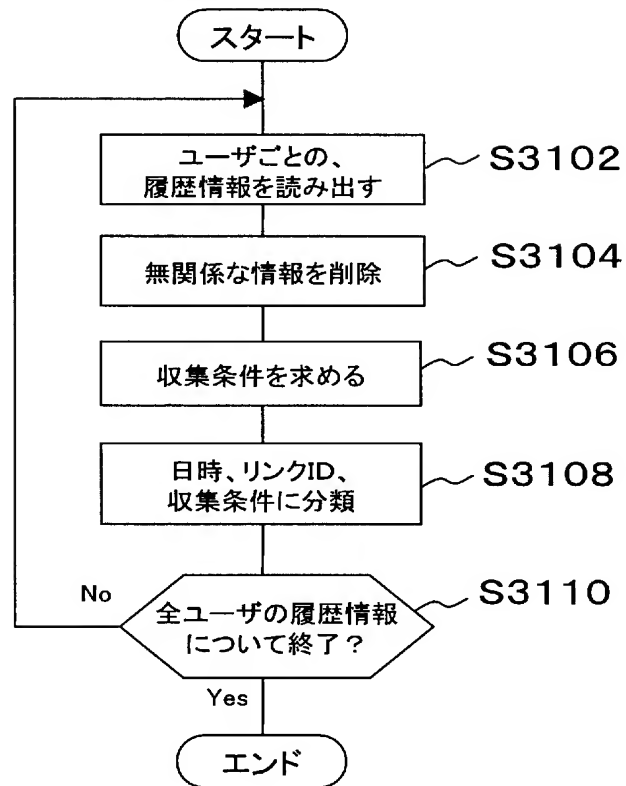 スタート
ユーザごとの、
履歴情報を読み出す
S3102
無関係な情報を削除
S3104
収集条件を求める
S3106
日時、リンクID、
収集条件に分類
S3108
全ユーザの履歴情報
について終了？
S3110
No
Yes
エンド